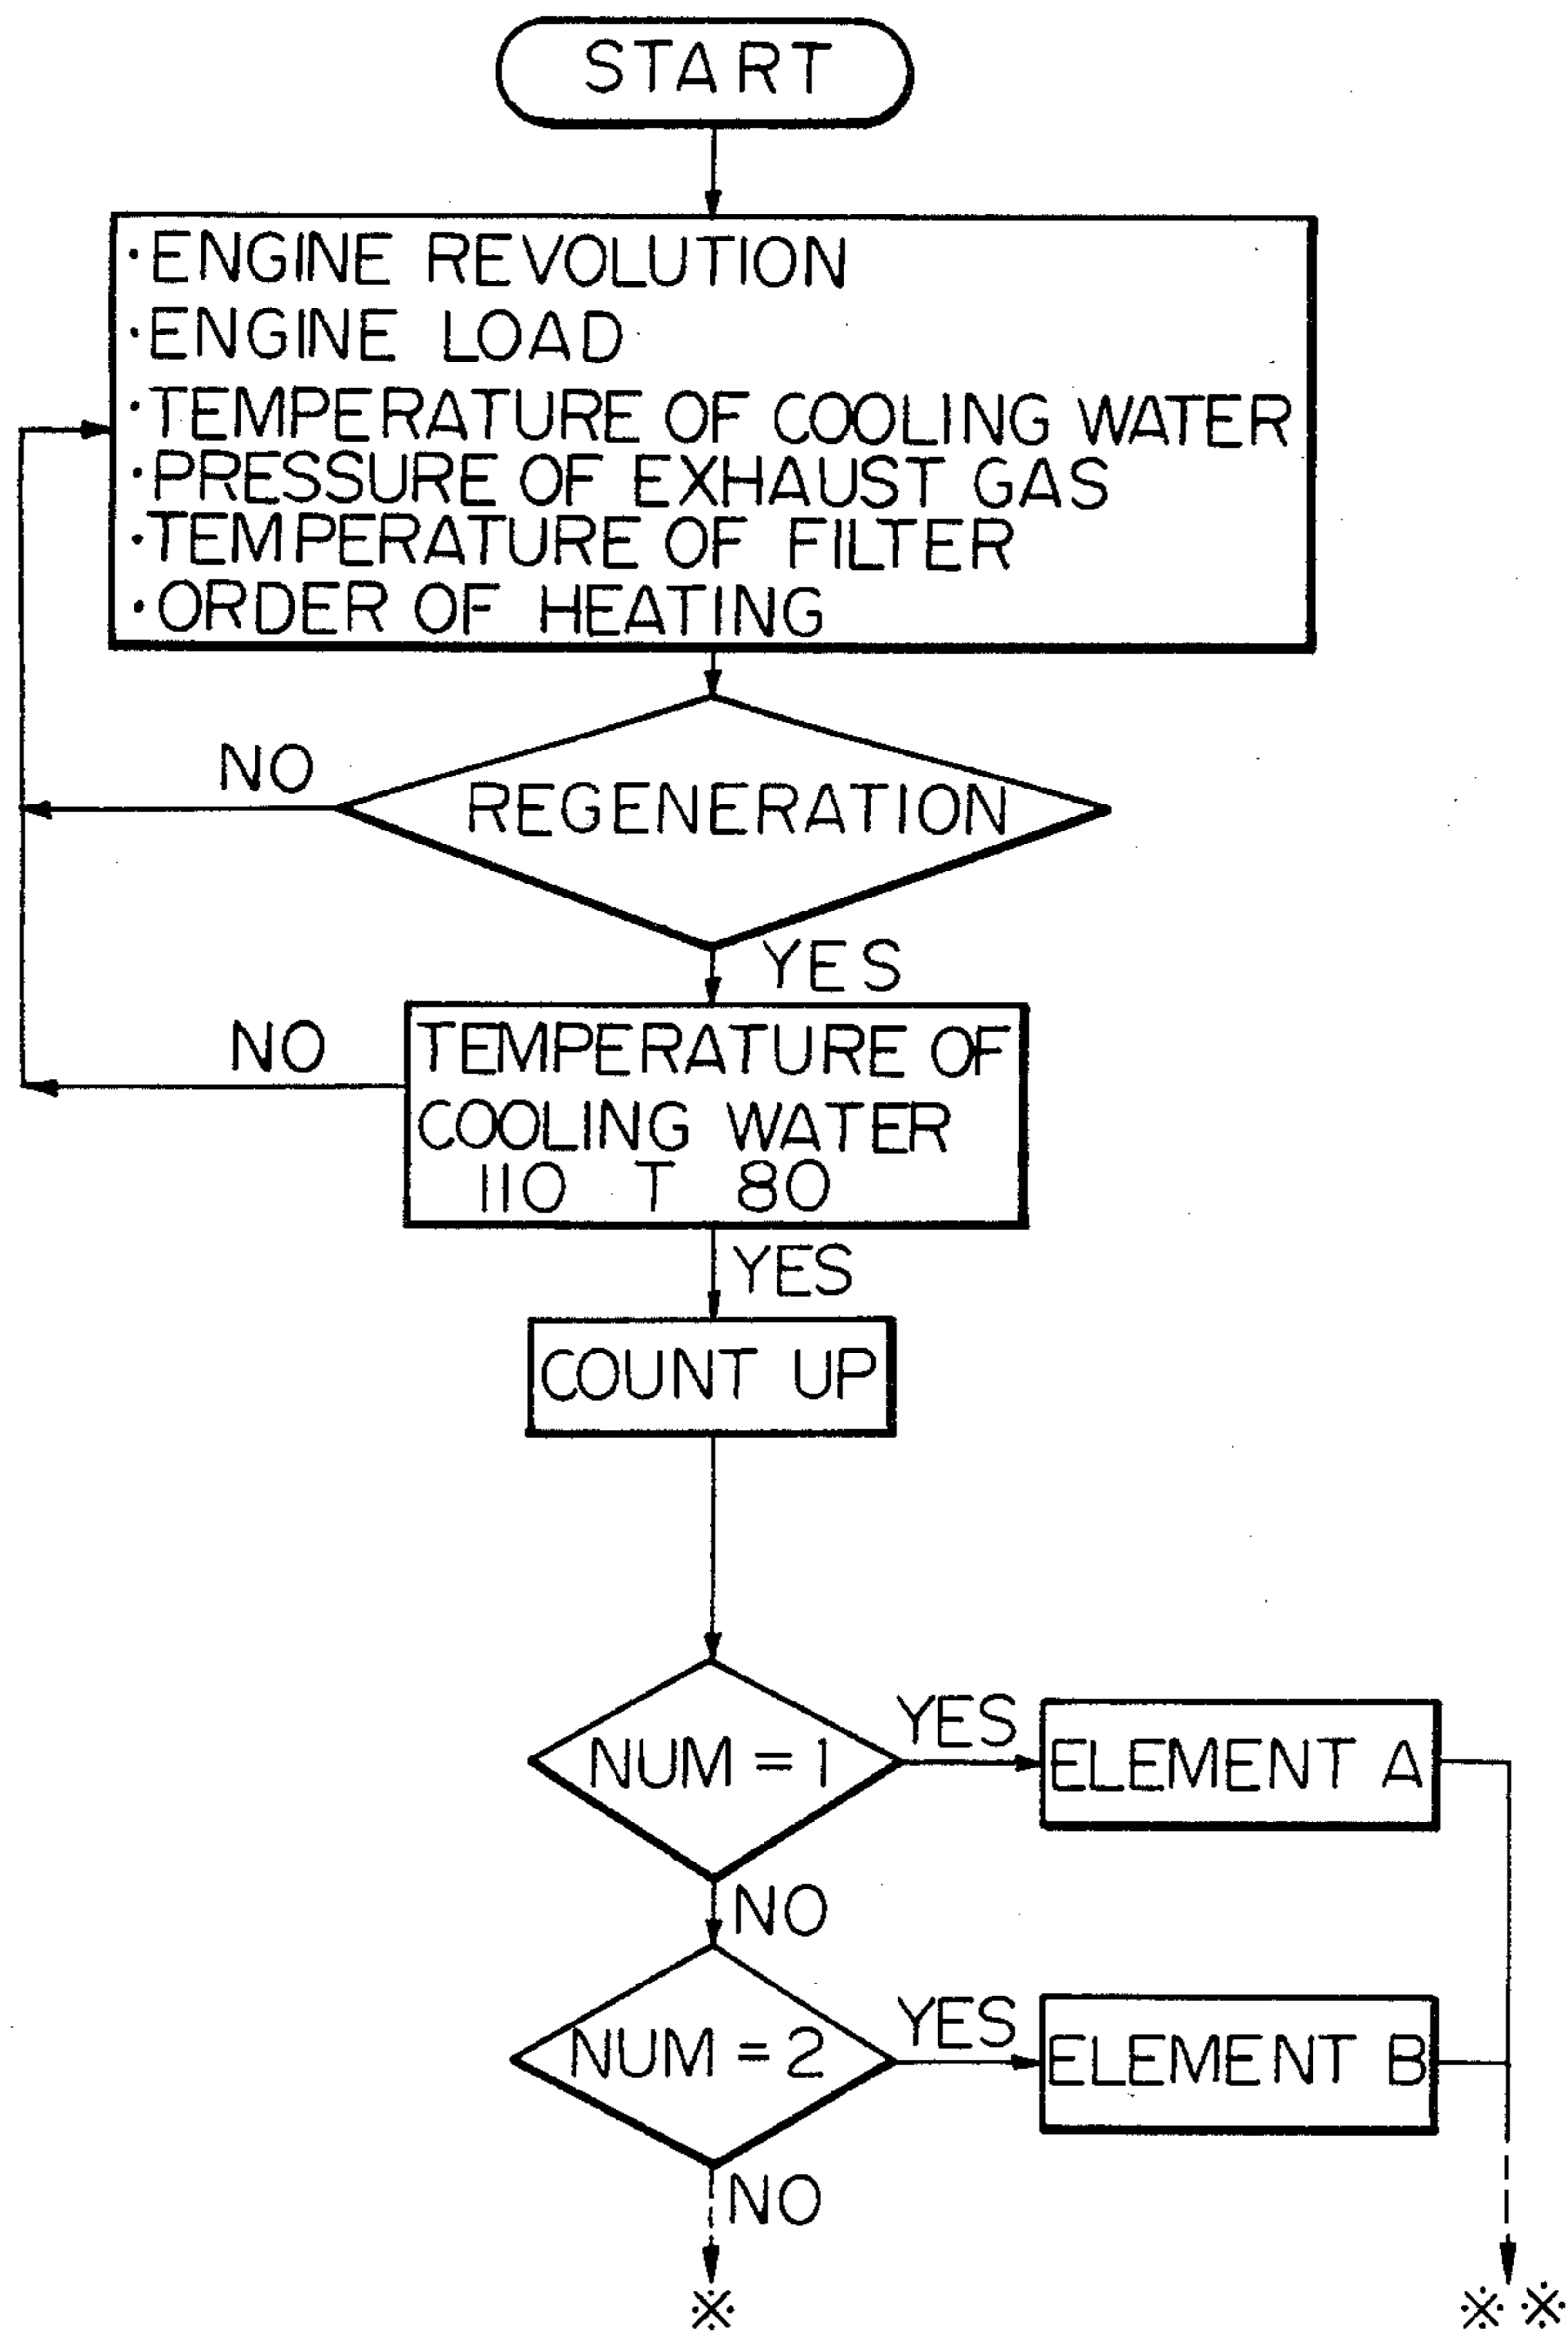 START
·ENGINE REVOLUTION
·ENGINE LOAD
·TEMPERATURE OF COOLING WATER
·PRESSURE OF EXHAUST GAS
·TEMPERATURE OF FILTER
·ORDER OF HEATING
NO
REGENERATION
YES
NO
TEMPERATURE OF
COOLING WATER
110 T 80
YES
COUNT UP
NUM = 1
YES
ELEMENT A
NO
NUM = 2
YES
ELEMENT B
NO
※
※ ※